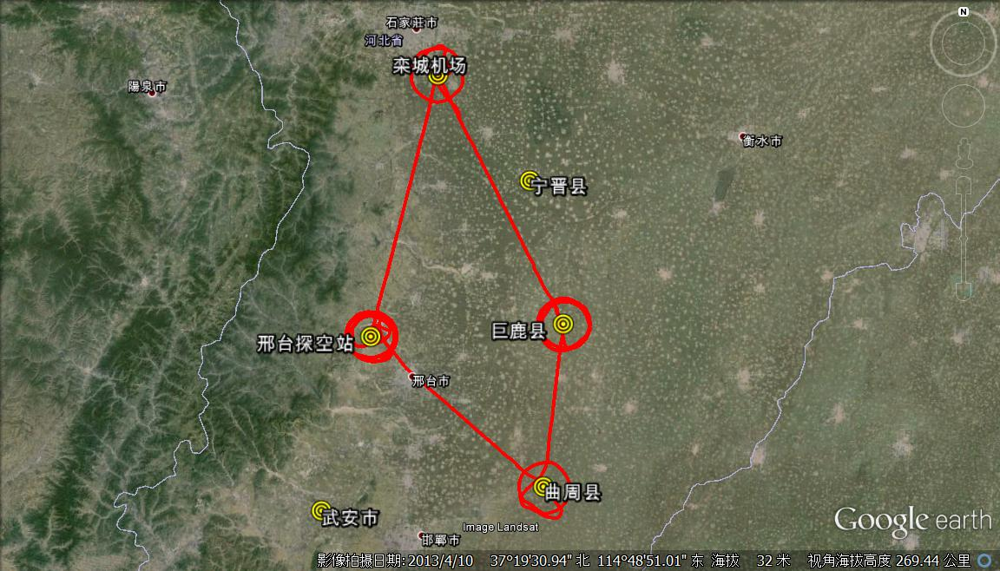 N
石家莊市
河北省
栾城机场
陽泉市
衡水市
宁晋县
巨鹿县
邢台探空站
邢台市
曲周县
武安市
Image Landsat
邯鄲市
Google earth
影像拍摄日期: 2013/4/10 37°19'30.94" 北 114°48'51.01" 东 海拔 32 米 视角海拔高度 269.44 公里